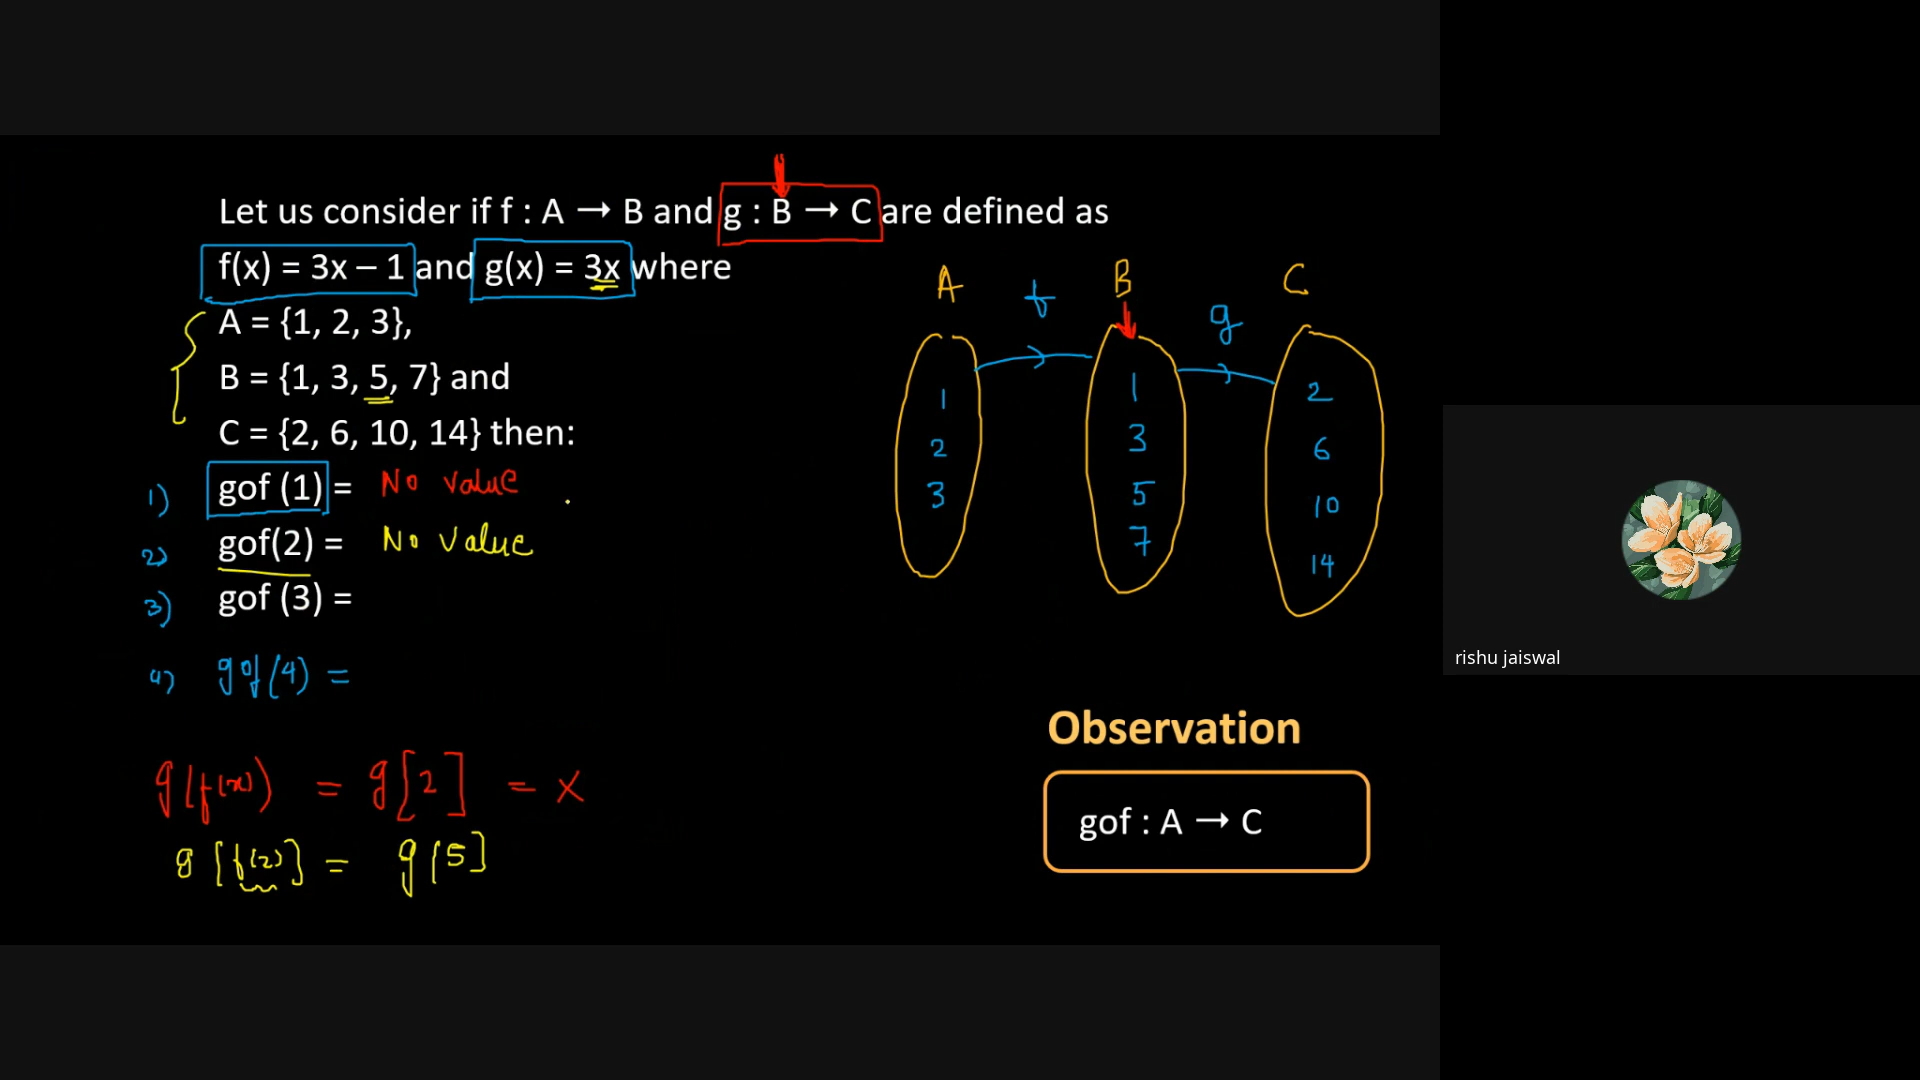 Let us consider if f : A → B and g : B → C are defined as
f(x) = 3x – 1 and g(x) = 3x where
A = {1, 2, 3},
B = {1, 3, 5, 7} and
C = {2, 6, 10, 14} then:
1) gof (1) = No value
2) gof(2) = No value
3) gof (3) =
4) gof(4) =
g(f(x)) = g[2] = x
g[f(2)] = g[5]
A f B g C
1 1 2
2 3 6
3 5 10
7 14
Observation
gof : A → C
rishu jaiswal